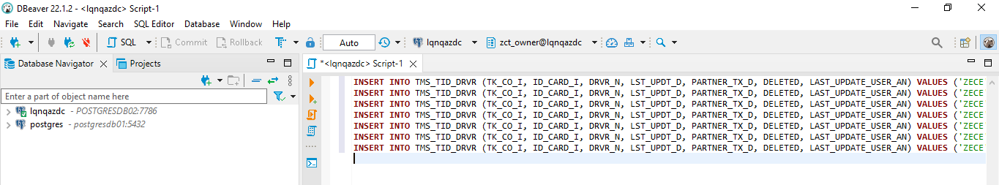 DBeaver 22.1.2 - <lqnqazdc> Script-1
File Edit Navigate Search SQL Editor Database Window Help
SQL Commit Rollback Auto lqnqazdc zct_owner@lqnqazdc
Database Navigator Projects
*<lqnqazdc> Script-1
Enter a part of object name here
lqnqazdc - POSTGRESDB02:7786
postgres - postgresdb01:5432
INSERT INTO TMS_TID_DRVR (TK_CO_I, ID_CARD_I, DRVR_N, LST_UPDT_D, PARTNER_TX_D, DELETED, LAST_UPDATE_USER_AN) VALUES ('ZECE
INSERT INTO TMS_TID_DRVR (TK_CO_I, ID_CARD_I, DRVR_N, LST_UPDT_D, PARTNER_TX_D, DELETED, LAST_UPDATE_USER_AN) VALUES ('ZECE
INSERT INTO TMS_TID_DRVR (TK_CO_I, ID_CARD_I, DRVR_N, LST_UPDT_D, PARTNER_TX_D, DELETED, LAST_UPDATE_USER_AN) VALUES ('ZECE
INSERT INTO TMS_TID_DRVR (TK_CO_I, ID_CARD_I, DRVR_N, LST_UPDT_D, PARTNER_TX_D, DELETED, LAST_UPDATE_USER_AN) VALUES ('ZECE
INSERT INTO TMS_TID_DRVR (TK_CO_I, ID_CARD_I, DRVR_N, LST_UPDT_D, PARTNER_TX_D, DELETED, LAST_UPDATE_USER_AN) VALUES ('ZECE
INSERT INTO TMS_TID_DRVR (TK_CO_I, ID_CARD_I, DRVR_N, LST_UPDT_D, PARTNER_TX_D, DELETED, LAST_UPDATE_USER_AN) VALUES ('ZECE
INSERT INTO TMS_TID_DRVR (TK_CO_I, ID_CARD_I, DRVR_N, LST_UPDT_D, PARTNER_TX_D, DELETED, LAST_UPDATE_USER_AN) VALUES ('ZECE